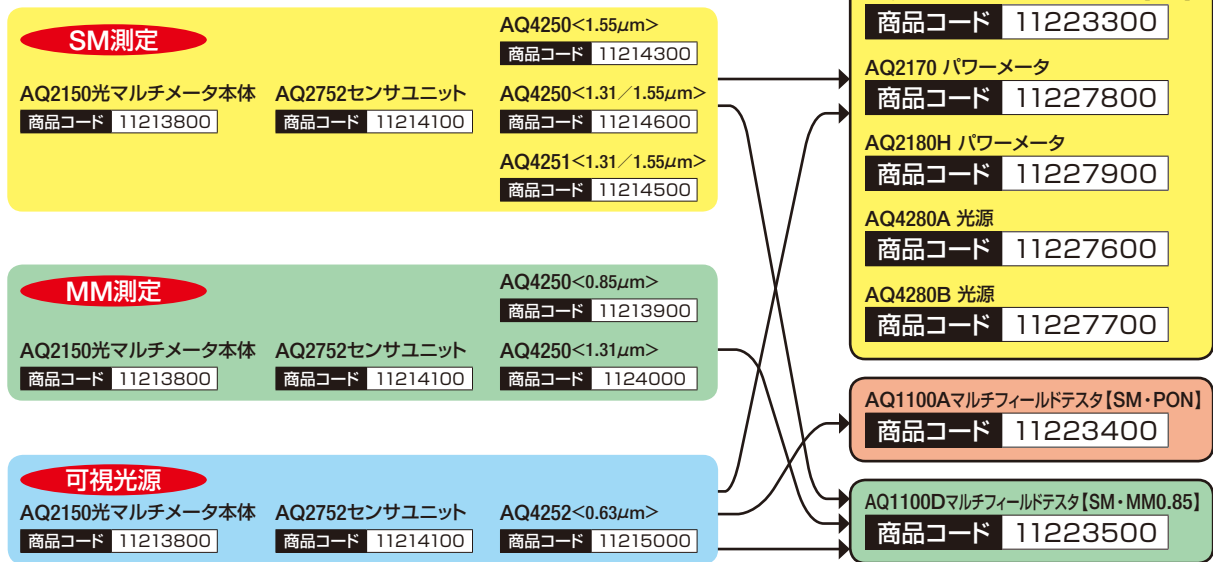 SM測定
AQ4250<1.55μm>
商品コード 11214300
AQ2150光マルチメータ本体 AQ2752センサユニット AQ4250<1.31／1.55μm>
商品コード 11213800 商品コード 11214100 商品コード 11214600
AQ4251<1.31／1.55μm>
商品コード 11214500
MM測定
AQ4250<0.85μm>
商品コード 11213900
AQ2150光マルチメータ本体 AQ2752センサユニット AQ4250<1.31μm>
商品コード 11213800 商品コード 11214100 商品コード 1124000
可視光源
AQ2150光マルチメータ本体 AQ2752センサユニット AQ4252<0.63μm>
商品コード 11213800 商品コード 11214100 商品コード 11215000
商品コード 11223300
AQ2170 パワーメータ
商品コード 11227800
AQ2180H パワーメータ
商品コード 11227900
AQ4280A 光源
商品コード 11227600
AQ4280B 光源
商品コード 11227700
AQ1100Aマルチフィールドテスタ【SM・PON】
商品コード 11223400
AQ1100Dマルチフィールドテスタ【SM・MM0.85】
商品コード 11223500